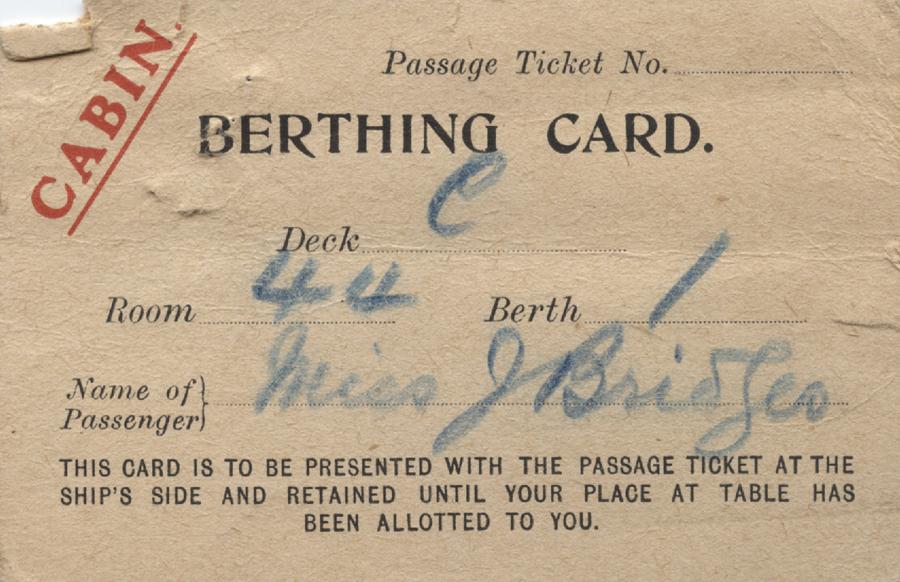 CABIN.
Passage Ticket No.
BERTHING CARD.
Deck C
Room 44 Berth 1
Name of Passenger } Miss J Bridges
THIS CARD IS TO BE PRESENTED WITH THE PASSAGE TICKET AT THE
SHIP'S SIDE AND RETAINED UNTIL YOUR PLACE AT TABLE HAS
BEEN ALLOTTED TO YOU.